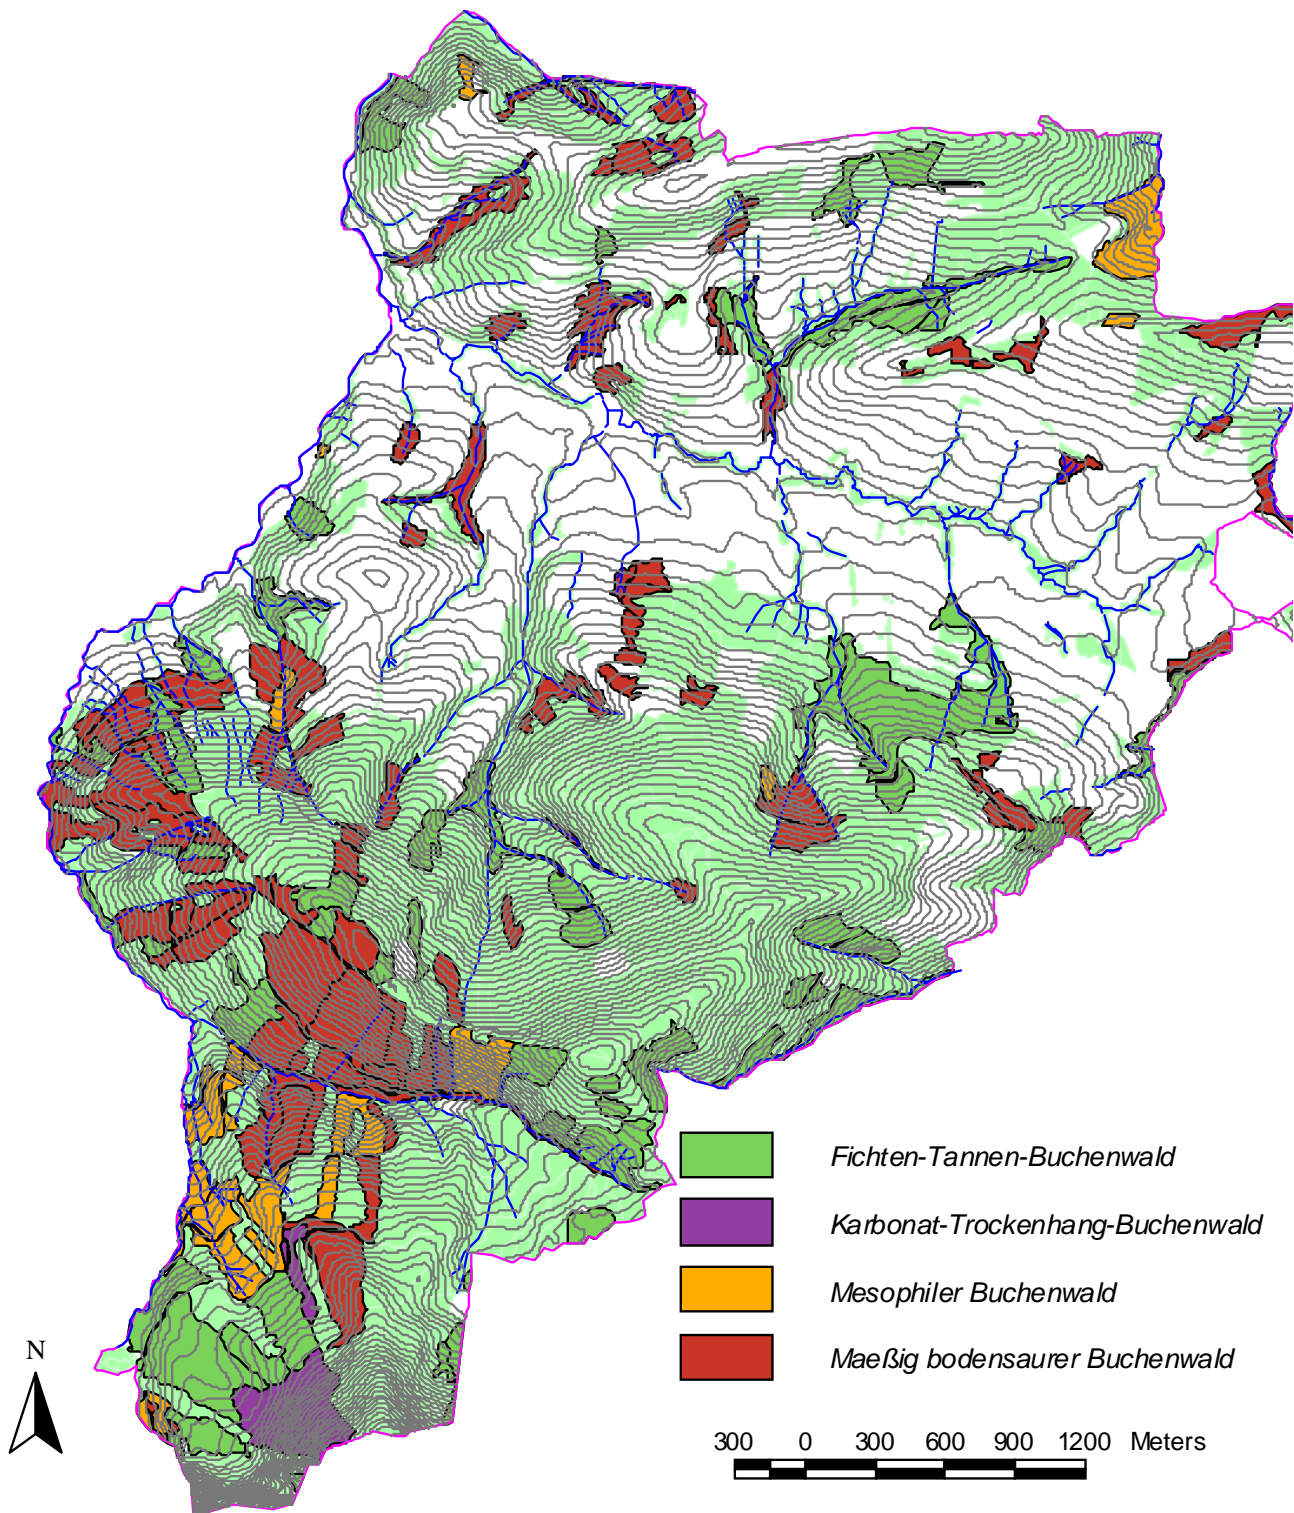 Fichten-Tannen-Buchenwald
Karbonat-Trockenhang-Buchenwald
Mesophiler Buchenwald
Maeßig bodensaurer Buchenwald
N
300 0 300 600 900 1200 Meters